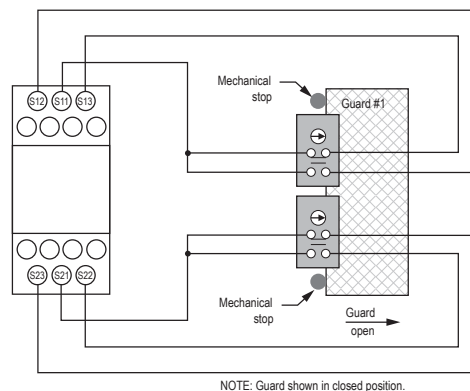 S12 S11 S13
Mechanical
stop
Guard #1
S23 S21 S22
Mechanical
stop
Guard
open
NOTE: Guard shown in closed position.